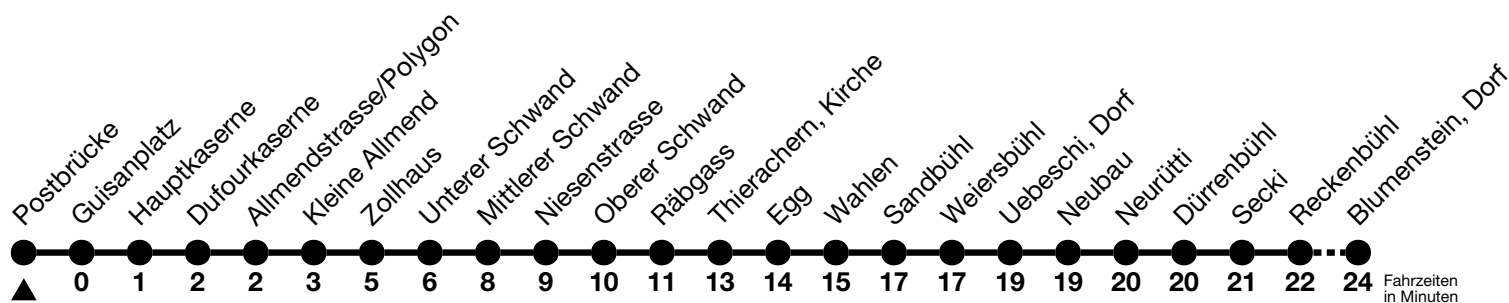 Postbrücke
Guisanplatz
Hauptkaserne
Dufourkaserne
Allmendstrasse/Polygon
Kleine Allmend
Zollhaus
Unterer Schwand
Mittlerer Schwand
Niesenstrasse
Oberer Schwand
Räbgass
Thierachern, Kirche
Egg
Wahlen
Sandbühl
Weiersbühl
Uebeschi, Dorf
Neubau
Neurütti
Dürrenbühl
Secki
Reckenbühl
Blumenstein, Dorf
0 1 2 2 3 5 6 8 9 10 11 13 14 15 17 17 19 19 20 20 21 22 24
Fahrzeiten
in Minuten